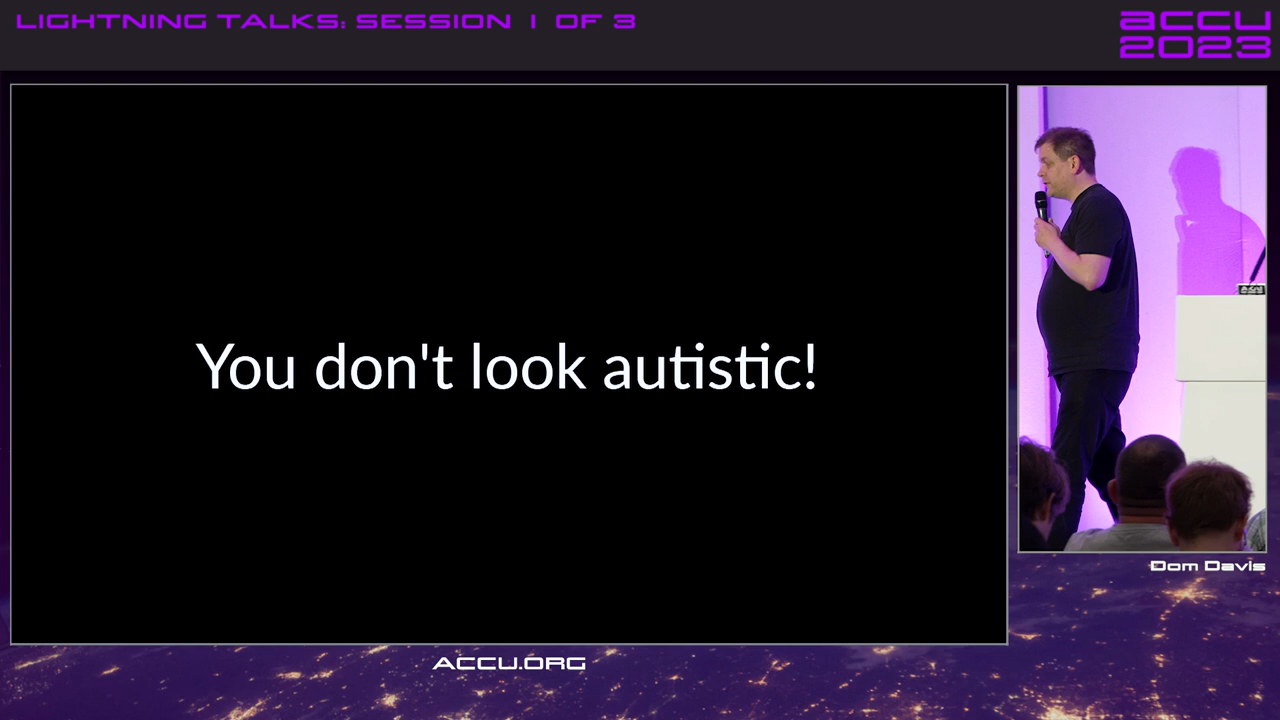 LIGHTNING TALKS: SESSION 1 OF 3
accu
2023
You don't look autistic!
Dom Davis
ACCU.ORG